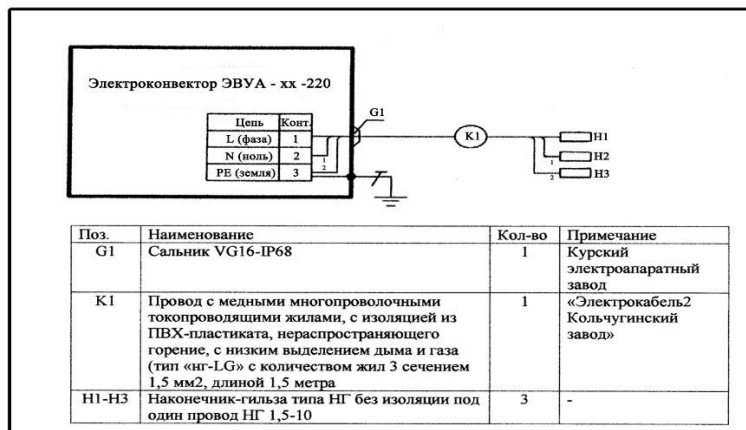 Электроконвектор ЭВУА - хх -220
Цепь Конт.
L (фаза) 1
N (ноль) 2
PE (земля) 3
G1
K1
H1
H2
H3
1
2
1
2
Поз. Наименование Кол-во Примечание
G1 Сальник VG16-IP68 1 Курский
электроапаратный
завод
K1 Провод с медными многопроволочными 1 «Электрокабель2
токопроводящими жилами, с изоляцией из Кольчугинский
ПВХ-пластиката, нераспространяющего завод»
горение, с низким выделением дыма и газа
(тип «нг-LG» с количеством жил 3 сечением
1,5 мм2, длиной 1,5 метра
H1-H3 Наконечник-гильза типа НГ без изоляции под 3 -
один провод НГ 1,5-10